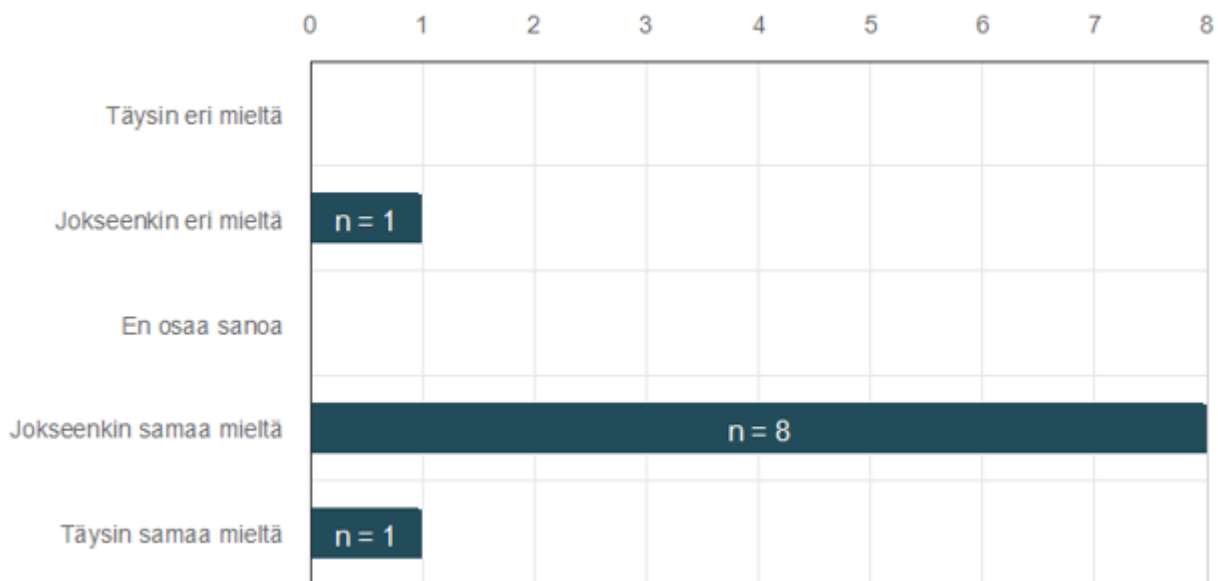 0 1 2 3 4 5 6 7 8
Täysin eri mieltä
Jokseenkin eri mieltä n = 1
En osaa sanoa
Jokseenkin samaa mieltä n = 8
Täysin samaa mieltä n = 1